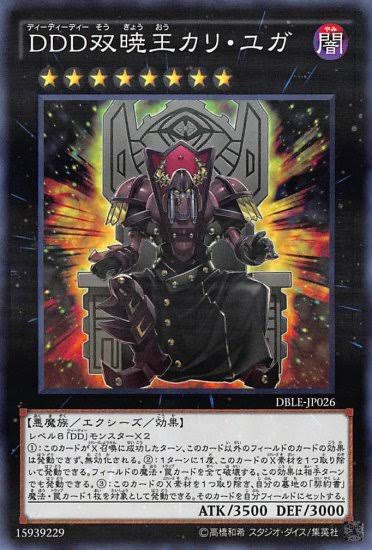 ディーディーディー そう ぎょう おう
DDD双暁王カリ・ユガ
やみ
闇
DBLE-JP026
【悪魔族/エクシーズ/効果】
レベル8「DD」モンスター×2
①：このカードがX召喚に成功したターン、このカード以外のフィールドのカードの効果
は発動できず、無効化される。②：1ターンに1度、このカードのX素材を1つ取り除
いて発動できる。フィールドの魔法・罠カードを全て破壊する。この効果は相手ターン
でも発動できる。③：このカードのX素材を1つ取り除き、自分の墓地の「契約書」
魔法・罠カード1枚を対象として発動できる。そのカードを自分フィールドにセットする。
ATK/3500 DEF/3000
15939229
©高橋和希 スタジオ・ダイス/集英社